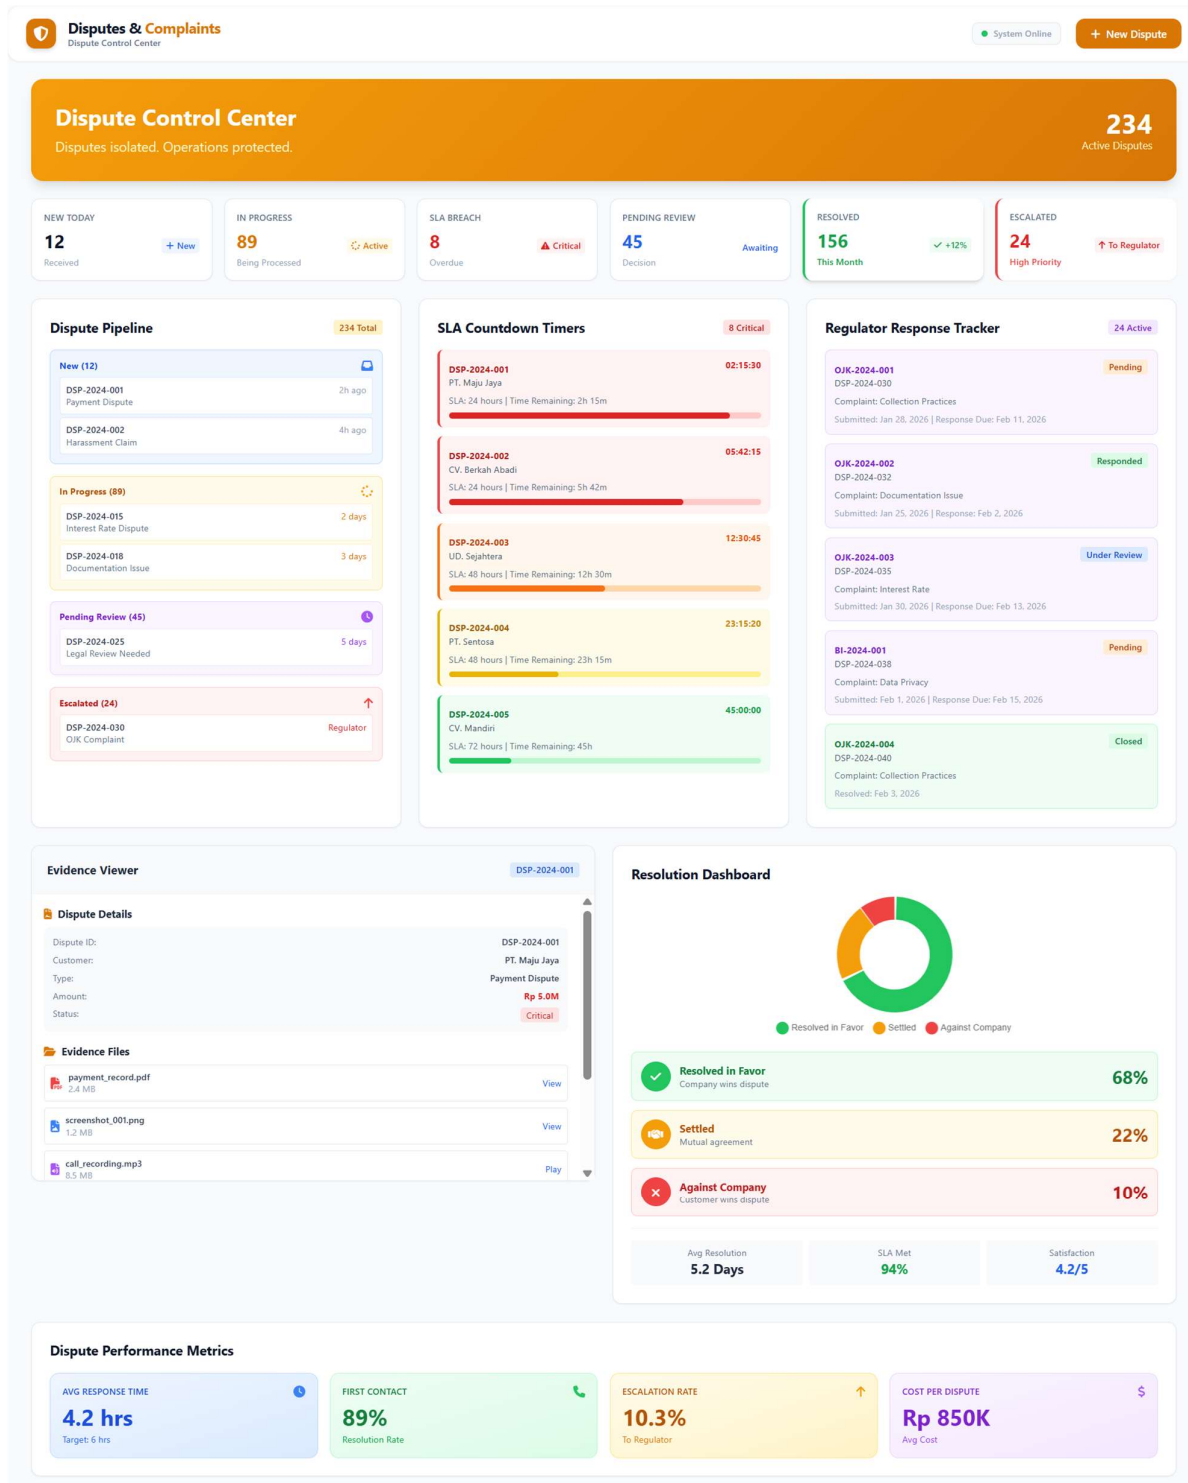 Disputes & Complaints
Dispute Control Center
System Online
+ New Dispute
Dispute Control Center
Disputes isolated. Operations protected.
234
Active Disputes
NEW TODAY
12
+ New
Received
IN PROGRESS
89
Active
Being Processed
SLA BREACH
8
Critical
Overdue
PENDING REVIEW
45
Awaiting
Decision
RESOLVED
156
+12%
This Month
ESCALATED
24
To Regulator
High Priority
Dispute Pipeline
234 Total
New (12)
DSP-2024-001
2h ago
Payment Dispute
DSP-2024-002
4h ago
Harassment Claim
In Progress (89)
DSP-2024-015
2 days
Interest Rate Dispute
DSP-2024-018
3 days
Documentation Issue
Pending Review (45)
DSP-2024-025
5 days
Legal Review Needed
Escalated (24)
DSP-2024-030
Regulator
OJK Complaint
SLA Countdown Timers
8 Critical
DSP-2024-001
02:15:30
PT. Maju Jaya
SLA: 24 hours | Time Remaining: 2h 15m
DSP-2024-002
05:42:15
CV. Berkah Abadi
SLA: 24 hours | Time Remaining: 5h 42m
DSP-2024-003
12:30:45
UD. Sejahtera
SLA: 48 hours | Time Remaining: 12h 30m
DSP-2024-004
23:15:20
PT. Sentosa
SLA: 48 hours | Time Remaining: 23h 15m
DSP-2024-005
45:00:00
CV. Mandiri
SLA: 72 hours | Time Remaining: 45h
Regulator Response Tracker
24 Active
OJK-2024-001
Pending
DSP-2024-030
Complaint: Collection Practices
Submitted: Jan 28, 2026 | Response Due: Feb 11, 2026
OJK-2024-002
Responded
DSP-2024-032
Complaint: Documentation Issue
Submitted: Jan 25, 2026 | Response: Feb 2, 2026
OJK-2024-003
Under Review
DSP-2024-035
Complaint: Interest Rate
Submitted: Jan 30, 2026 | Response Due: Feb 13, 2026
BI-2024-001
Pending
DSP-2024-038
Complaint: Data Privacy
Submitted: Feb 1, 2026 | Response Due: Feb 15, 2026
OJK-2024-004
Closed
DSP-2024-040
Complaint: Collection Practices
Resolved: Feb 3, 2026
Evidence Viewer
DSP-2024-001
Dispute Details
Dispute ID:
DSP-2024-001
Customer:
PT. Maju Jaya
Type:
Payment Dispute
Amount:
Rp 5.0M
Status:
Critical
Evidence Files
payment_record.pdf
2.4 MB
View
screenshot_001.png
1.2 MB
View
call_recording.mp3
8.5 MB
Play
Resolution Dashboard
Resolved in Favor
Settled
Against Company
Resolved in Favor
Company wins dispute
68%
Settled
Mutual agreement
22%
Against Company
Customer wins dispute
10%
Avg Resolution
5.2 Days
SLA Met
94%
Satisfaction
4.2/5
Dispute Performance Metrics
AVG RESPONSE TIME
4.2 hrs
Target: 6 hrs
FIRST CONTACT
89%
Resolution Rate
ESCALATION RATE
10.3%
To Regulator
COST PER DISPUTE
$
Rp 850K
Avg Cost